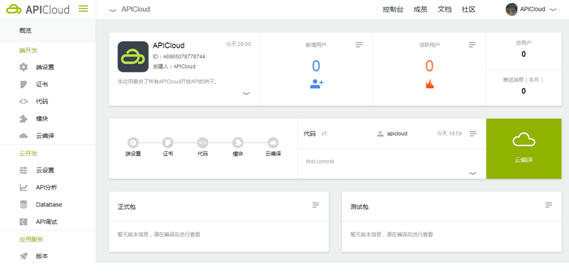 APICloud
APICloud
控制台 成员 文档 社区
APICloud
概览
端开发
端设置
证书
代码
模块
云编译
云开发
云设置
API分析
Database
API调试
应用服务
版本
APICloud
今天 20:00
ID：46965078778744
创建人：APICloud
本应用集合了所有APICloud开放API的例子。
新增用户
0
活跃用户
0
总用户
0
推送消息（本月）
0
端设置 证书 代码 模块 云编译
代码 v1
apicloud
今天 19:59
first commit
云编译
正式包
暂无版本信息，请在编译后进行查看
测试包
暂无版本信息，请在编译后进行查看